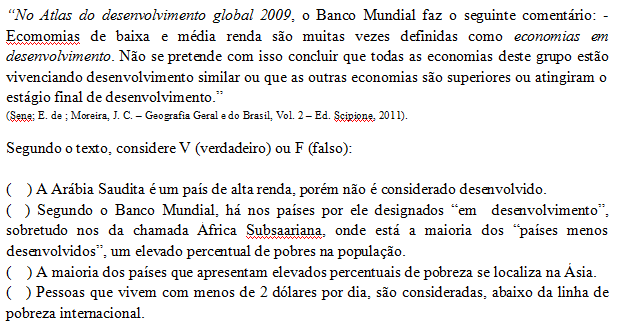 “No Atlas do desenvolvimento global 2009, o Banco Mundial faz o seguinte comentário: -
Ecomomias de baixa e média renda são muitas vezes definidas como economias em
desenvolvimento. Não se pretende com isso concluir que todas as economias deste grupo estão
vivenciando desenvolvimento similar ou que as outras economias são superiores ou atingiram o
estágio final de desenvolvimento.”
(Sene; E. de ; Moreira, J. C. – Geografia Geral e do Brasil, Vol. 2 – Ed. Scipione, 2011).
Segundo o texto, considere V (verdadeiro) ou F (falso):
( ) A Arábia Saudita é um país de alta renda, porém não é considerado desenvolvido.
( ) Segundo o Banco Mundial, há nos países por ele designados “em desenvolvimento”,
sobretudo nos da chamada África Subsaariana, onde está a maioria dos “países menos
desenvolvidos”, um elevado percentual de pobres na população.
( ) A maioria dos países que apresentam elevados percentuais de pobreza se localiza na Ásia.
( ) Pessoas que vivem com menos de 2 dólares por dia, são consideradas, abaixo da linha de
pobreza internacional.